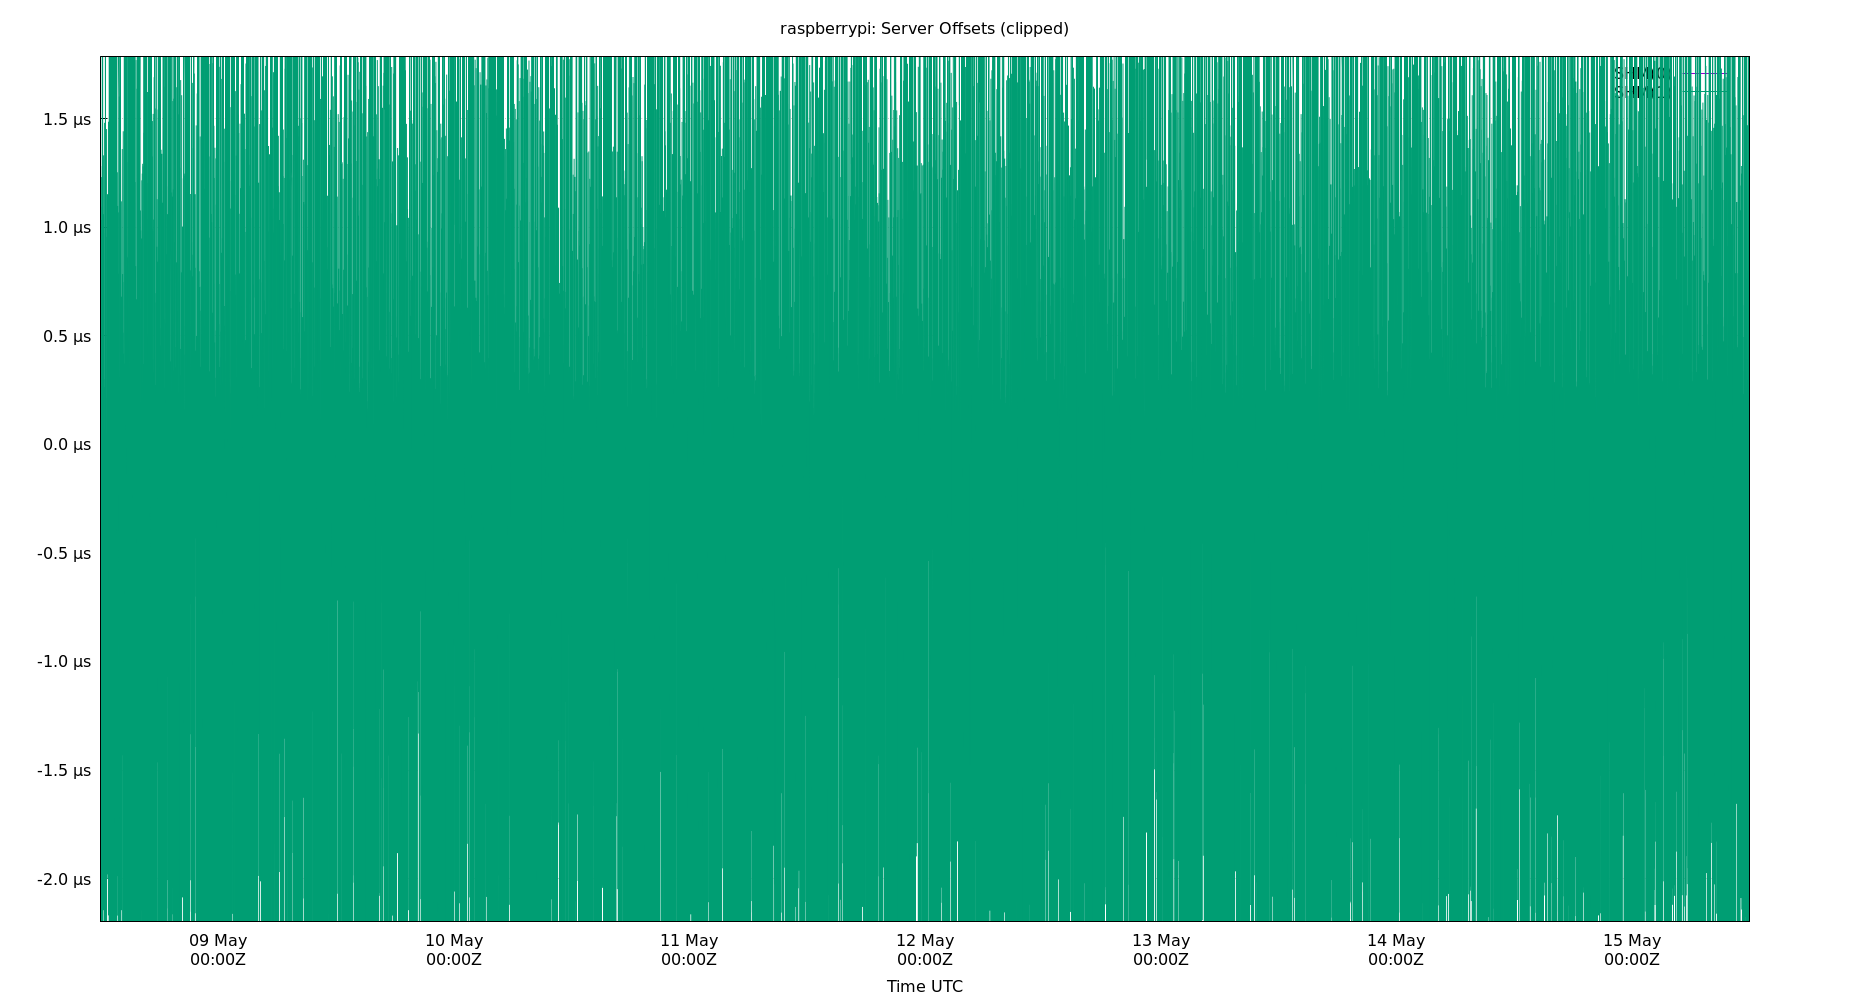 raspberrypi: Server Offsets (clipped)
1.5 µs
1.0 µs
0.5 µs
0.0 µs
-0.5 µs
-1.0 µs
-1.5 µs
-2.0 µs
09 May
00:00Z
10 May
00:00Z
11 May
00:00Z
12 May
00:00Z
13 May
00:00Z
14 May
00:00Z
15 May
00:00Z
Time UTC